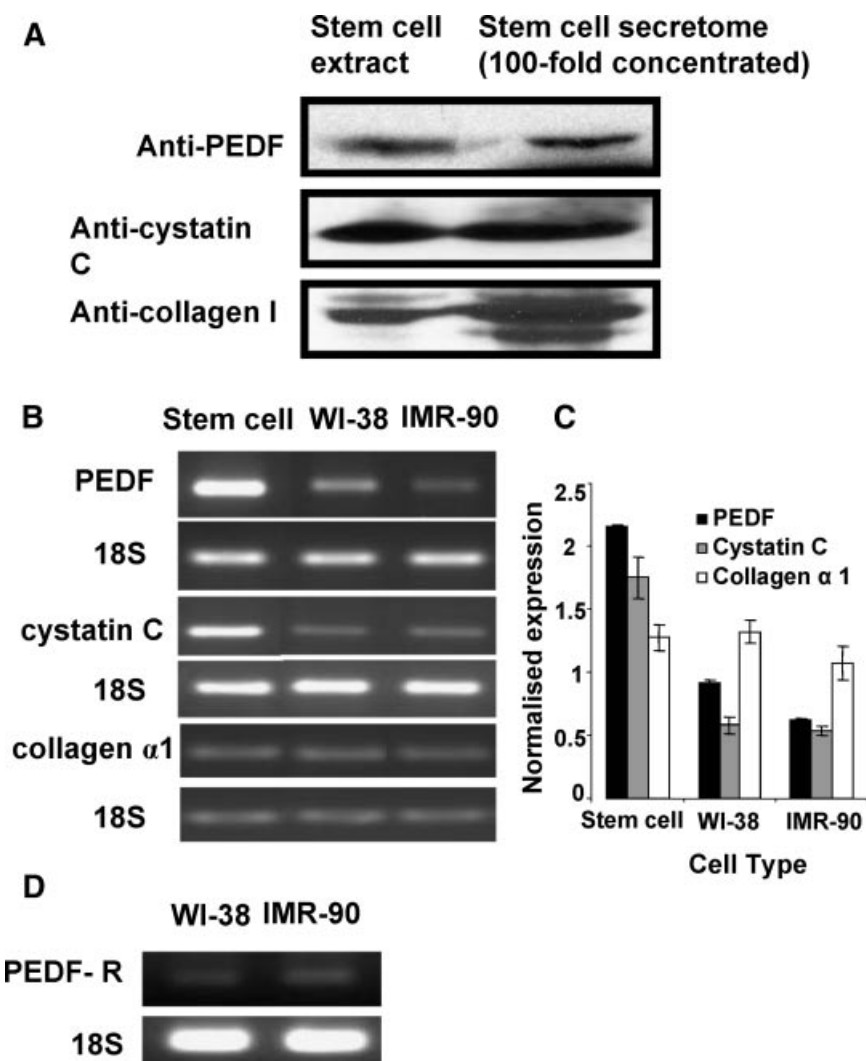 A
Stem cell
extract
Stem cell secretome
(100-fold concentrated)
Anti-PEDF
Anti-cystatin
C
Anti-collagen I
B
Stem cell WI-38 IMR-90
PEDF
18S
cystatin C
18S
collagen α1
18S
C
Normalised expression
2.5
2
1.5
1
0.5
0
PEDF
Cystatin C
Collagen α 1
Stem cell WI-38 IMR-90
Cell Type
D
WI-38 IMR-90
PEDF- R
18S